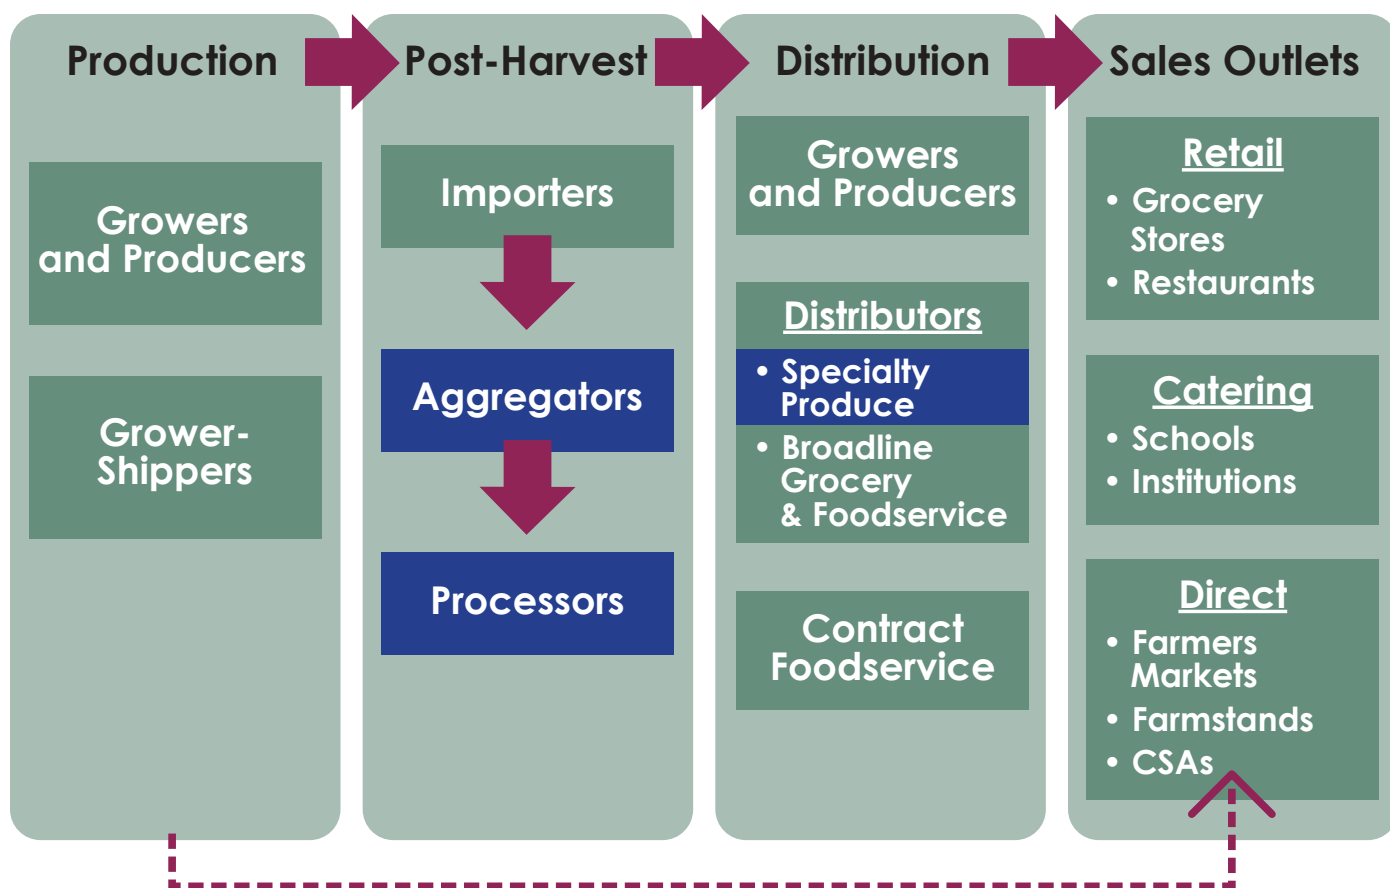 Production
Growers
and Producers
Grower-
Shippers
Post-Harvest
Importers
Aggregators
Processors
Distribution
Growers
and Producers
Distributors
• Specialty
Produce
• Broadline
Grocery
& Foodservice
Contract
Foodservice
Sales Outlets
Retail
• Grocery
Stores
• Restaurants
Catering
• Schools
• Institutions
Direct
• Farmers
Markets
• Farmstands
• CSAs